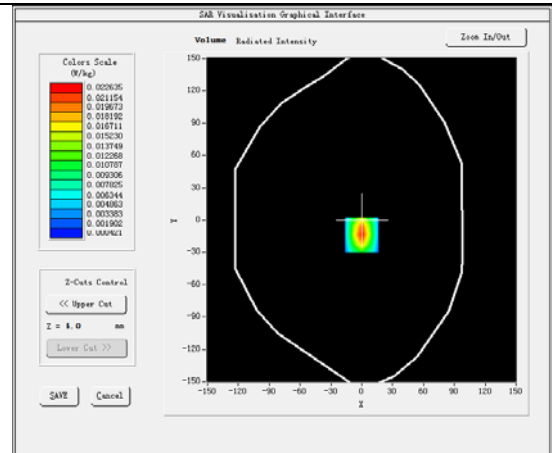 SAR Visualisation Graphical Interface
Volume Radiated Intensity
Zoom In/Out
Colors Scale
(W/kg)
0.022635
0.021154
0.019673
0.018192
0.016711
0.015230
0.013749
0.012268
0.010787
0.009306
0.007825
0.006344
0.004863
0.003383
0.001902
0.000421
Z-Cuts Control
<< Upper Cut
Z = 4.0 mm
Lower Cut >>
SAVE
Cancel
150
120
90
60
30
0
-30
-60
-90
-120
-150
Y
-150 -120 -90 -60 -30 0 30 60 90 120 150
X